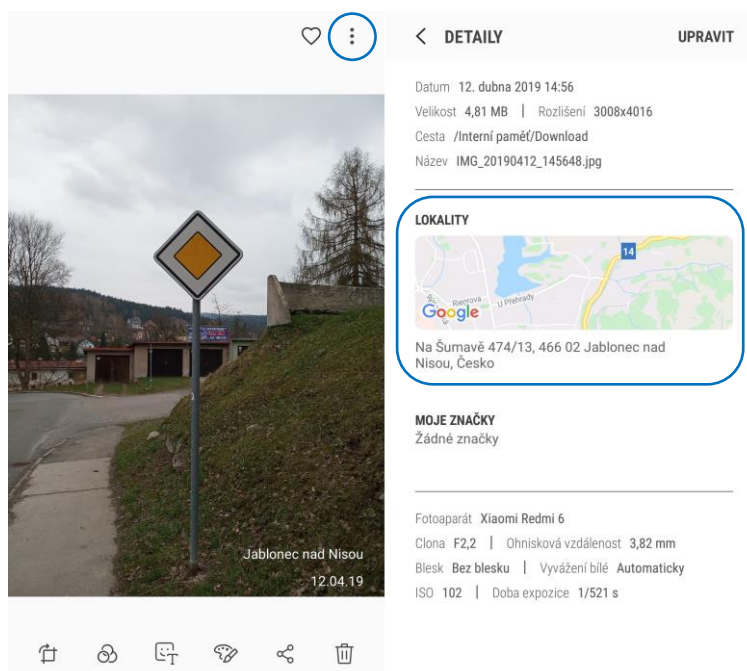 Jablonec nad Nisou
12.04.19
DETAILY
UPRAVIT
Datum 12. dubna 2019 14:56
Velikost 4,81 MB | Rozlišení 3008x4016
Cesta /Interní paměť/Download
Název IMG_20190412_145648.jpg
LOKALITY
14
Riegrova
U Přehrady
Google
Na Šumavě 474/13, 466 02 Jablonec nad
Nisou, Česko
MOJE ZNAČKY
Žádné značky
Fotoaparát Xiaomi Redmi 6
Clona F2,2 | Ohnisková vzdálenost 3,82 mm
Blesk Bez blesku | Vyvážení bílé Automaticky
ISO 102 | Doba expozice 1/521 s